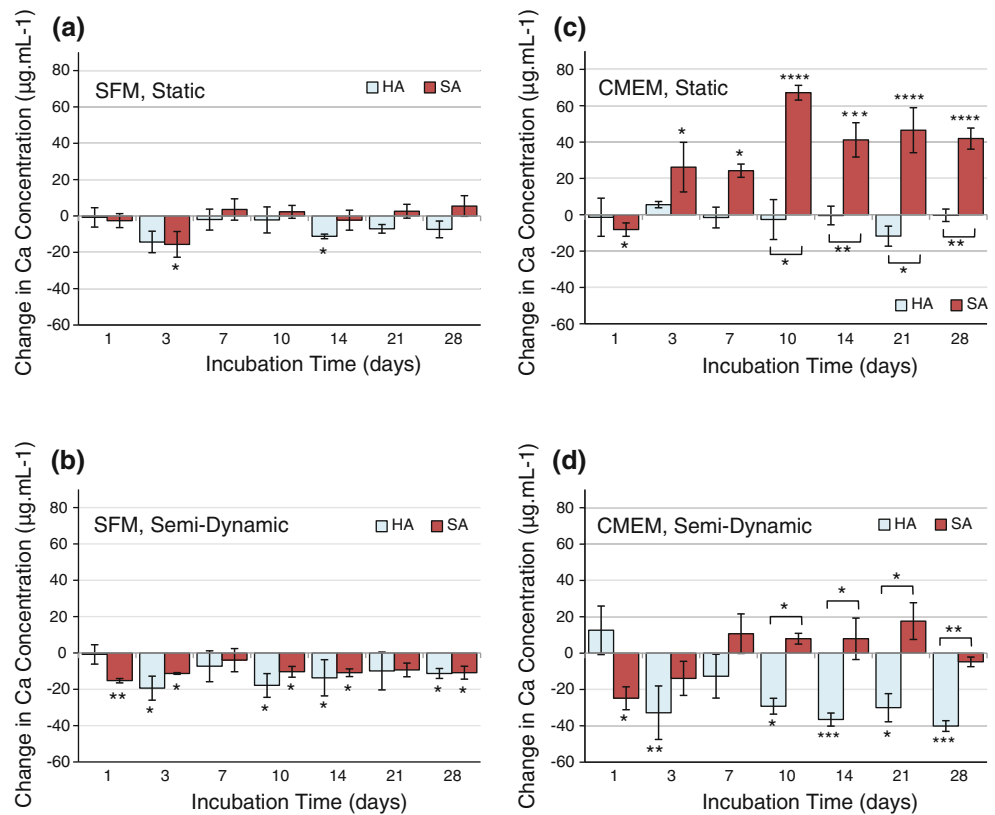 (a)
Change in Ca Concentration (µg.mL-1)
80
60
40
20
0
-20
-40
-60
SFM, Static
HA SA
*
*
1 3 7 10 14 21 28
Incubation Time (days)
(c)
Change in Ca Concentration (µg.mL-1)
80
60
40
20
0
-20
-40
-60
CMEM, Static
* * **** *** **** ****
*
* ** * **
HA SA
1 3 7 10 14 21 28
Incubation Time (days)
(b)
Change in Ca Concentration (µg.mL-1)
80
60
40
20
0
-20
-40
-60
SFM, Semi-Dynamic
HA SA
** * * * * * * * *
1 3 7 10 14 21 28
Incubation Time (days)
(d)
Change in Ca Concentration (µg.mL-1)
80
60
40
20
0
-20
-40
-60
CMEM, Semi-Dynamic
HA SA
* * * **
* ** * *** * ***
1 3 7 10 14 21 28
Incubation Time (days)